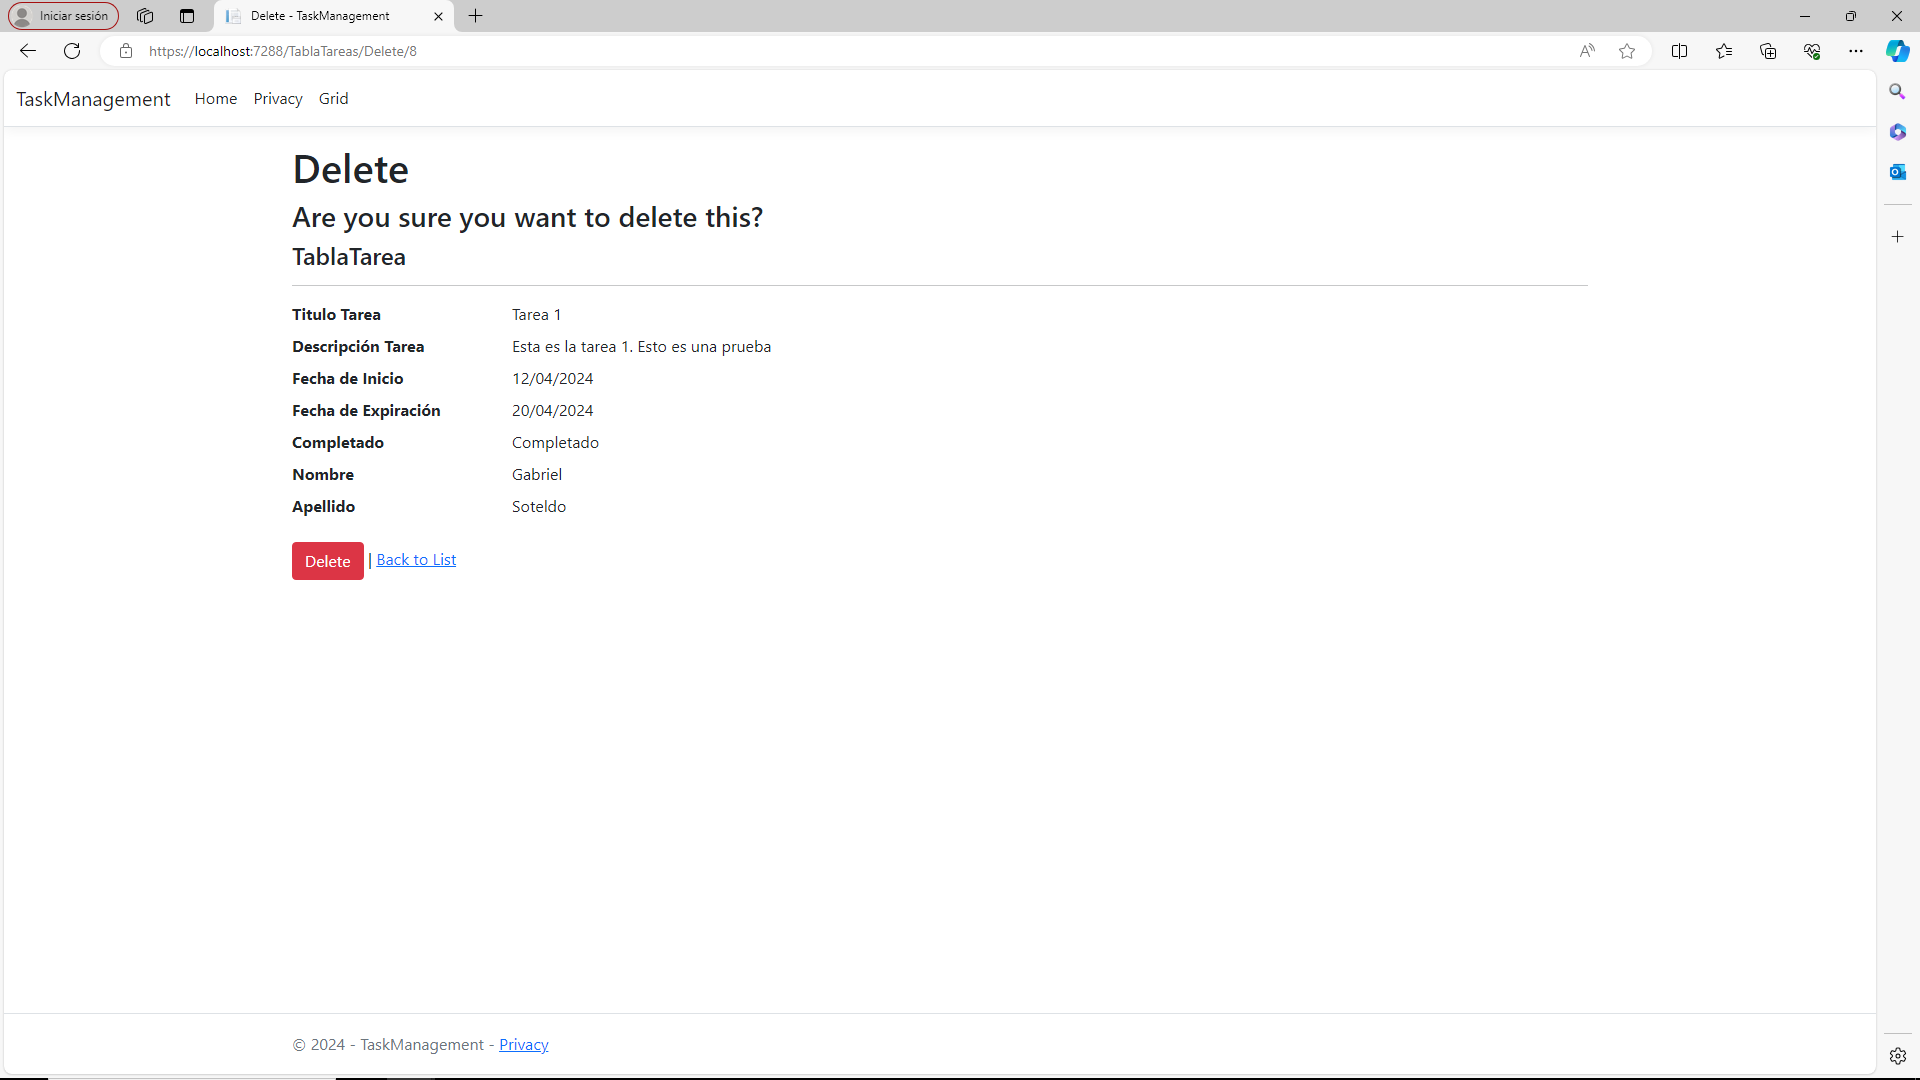 Iniciar sesión
Delete - TaskManagement
https://localhost:7288/TablaTareas/Delete/8
TaskManagement Home Privacy Grid
Delete
Are you sure you want to delete this?
TablaTarea
Titulo Tarea Tarea 1
Descripción Tarea Esta es la tarea 1. Esto es una prueba
Fecha de Inicio 12/04/2024
Fecha de Expiración 20/04/2024
Completado Completado
Nombre Gabriel
Apellido Soteldo
Delete | Back to List
© 2024 - TaskManagement - Privacy